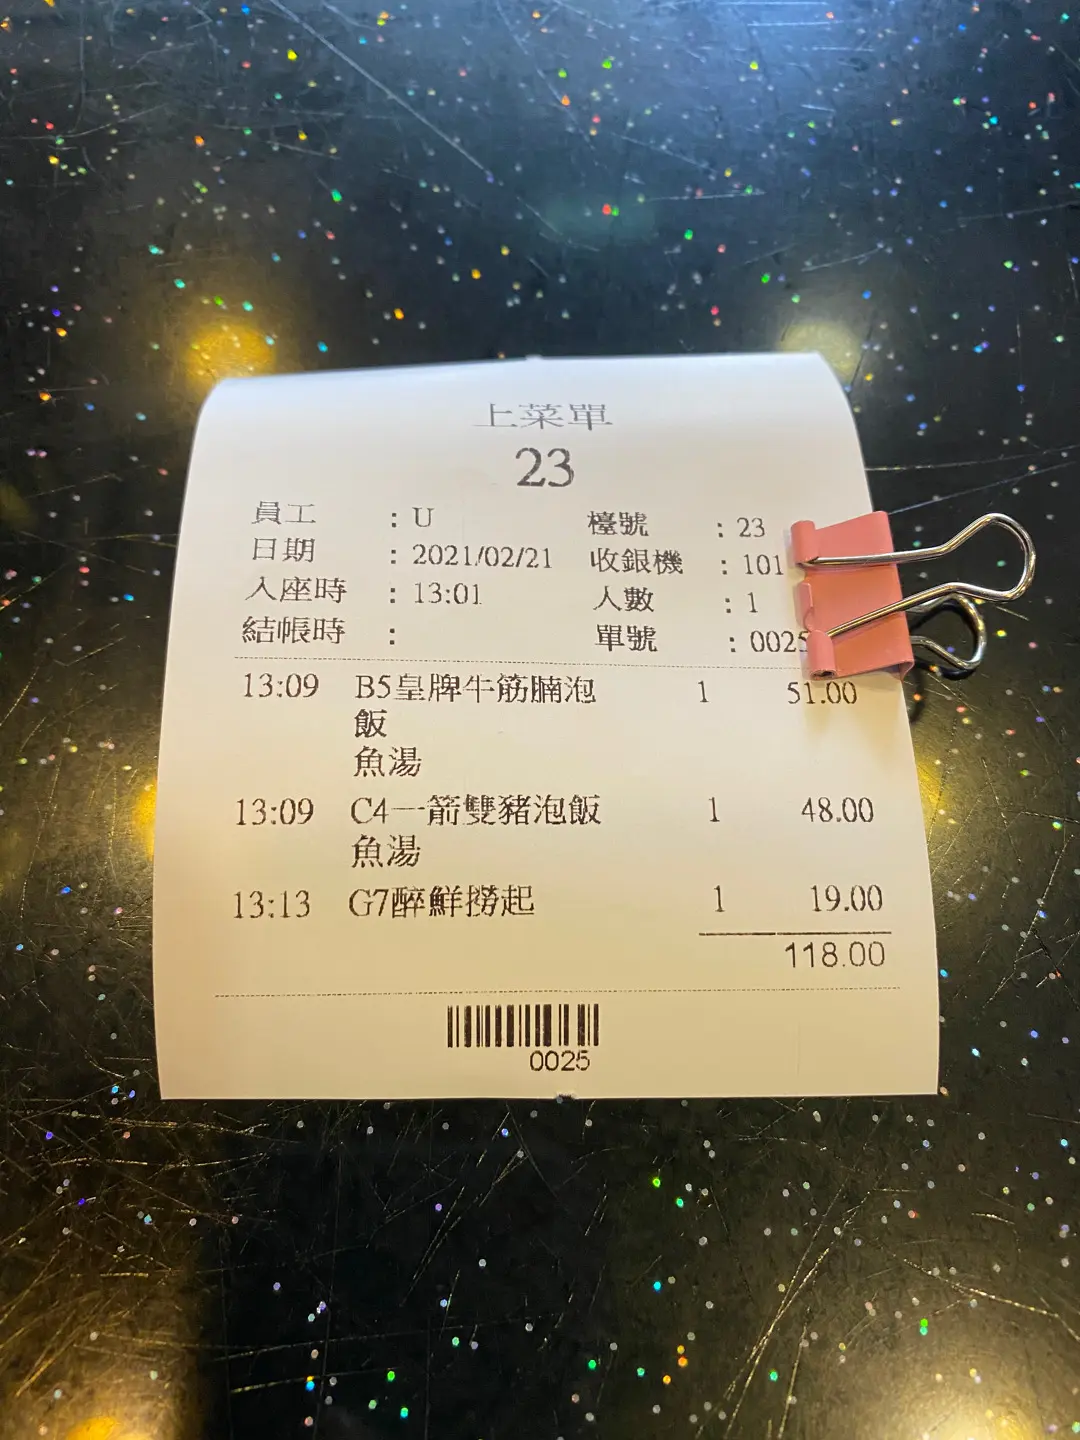 上菜單
23
員工 : U 檯號 : 23
日期 : 2021/02/21 收銀機 : 101
入座時 : 13:01 人數 : 1
結帳時 : 單號 : 0025
13:09 B5皇牌牛筋腩泡 1 51.00
飯
魚湯
13:09 C4一箭雙豬泡飯 1 48.00
魚湯
13:13 G7醉鮮撈起 1 19.00
118.00
0025